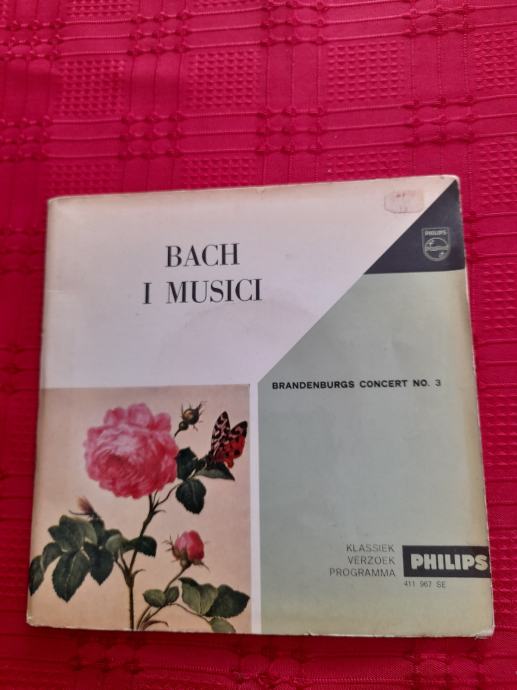 BACH
I MUSICI
PHILIPS
BRANDENBURGS CONCERT NO. 3
KLASSIEK
VERZOEK
PROGRAMMA
PHILIPS
411 967 SE